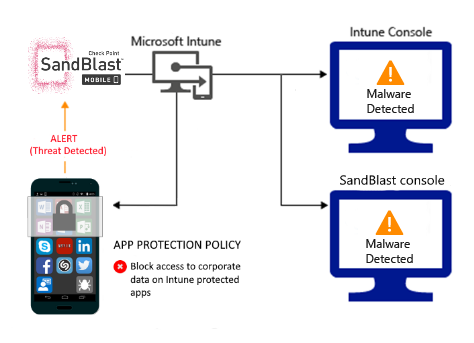 Check Point
SandBlast™
MOBILE
Microsoft Intune
Intune Console
Malware
Detected
ALERT
(Threat Detected)
SandBlast console
Malware
Detected
APP PROTECTION POLICY
Block access to corporate
data on Intune protected
apps